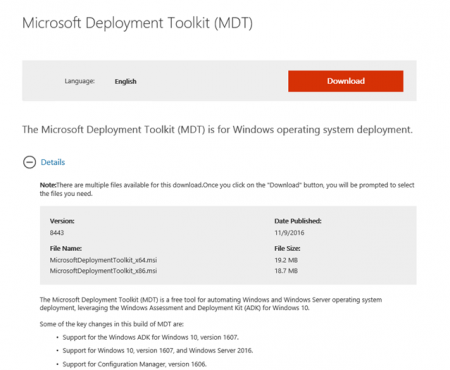 Microsoft Deployment Toolkit (MDT)
Language: English Download
The Microsoft Deployment Toolkit (MDT) is for Windows operating system deployment.
Details
Note:There are multiple files available for this download.Once you click on the "Download" button, you will be prompted to select
the files you need.
Version: Date Published:
8443 11/9/2016
File Name: File Size:
MicrosoftDeploymentToolkit_x64.msi 19.2 MB
MicrosoftDeploymentToolkit_x86.msi 18.7 MB
The Microsoft Deployment Toolkit (MDT) is a free tool for automating Windows and Windows Server operating system
deployment, leveraging the Windows Assessment and Deployment Kit (ADK) for Windows 10.
Some of the key changes in this build of MDT are:
• Support for the Windows ADK for Windows 10, version 1607.
• Support for Windows 10, version 1607, and Windows Server 2016.
• Support for Configuration Manager, version 1606.